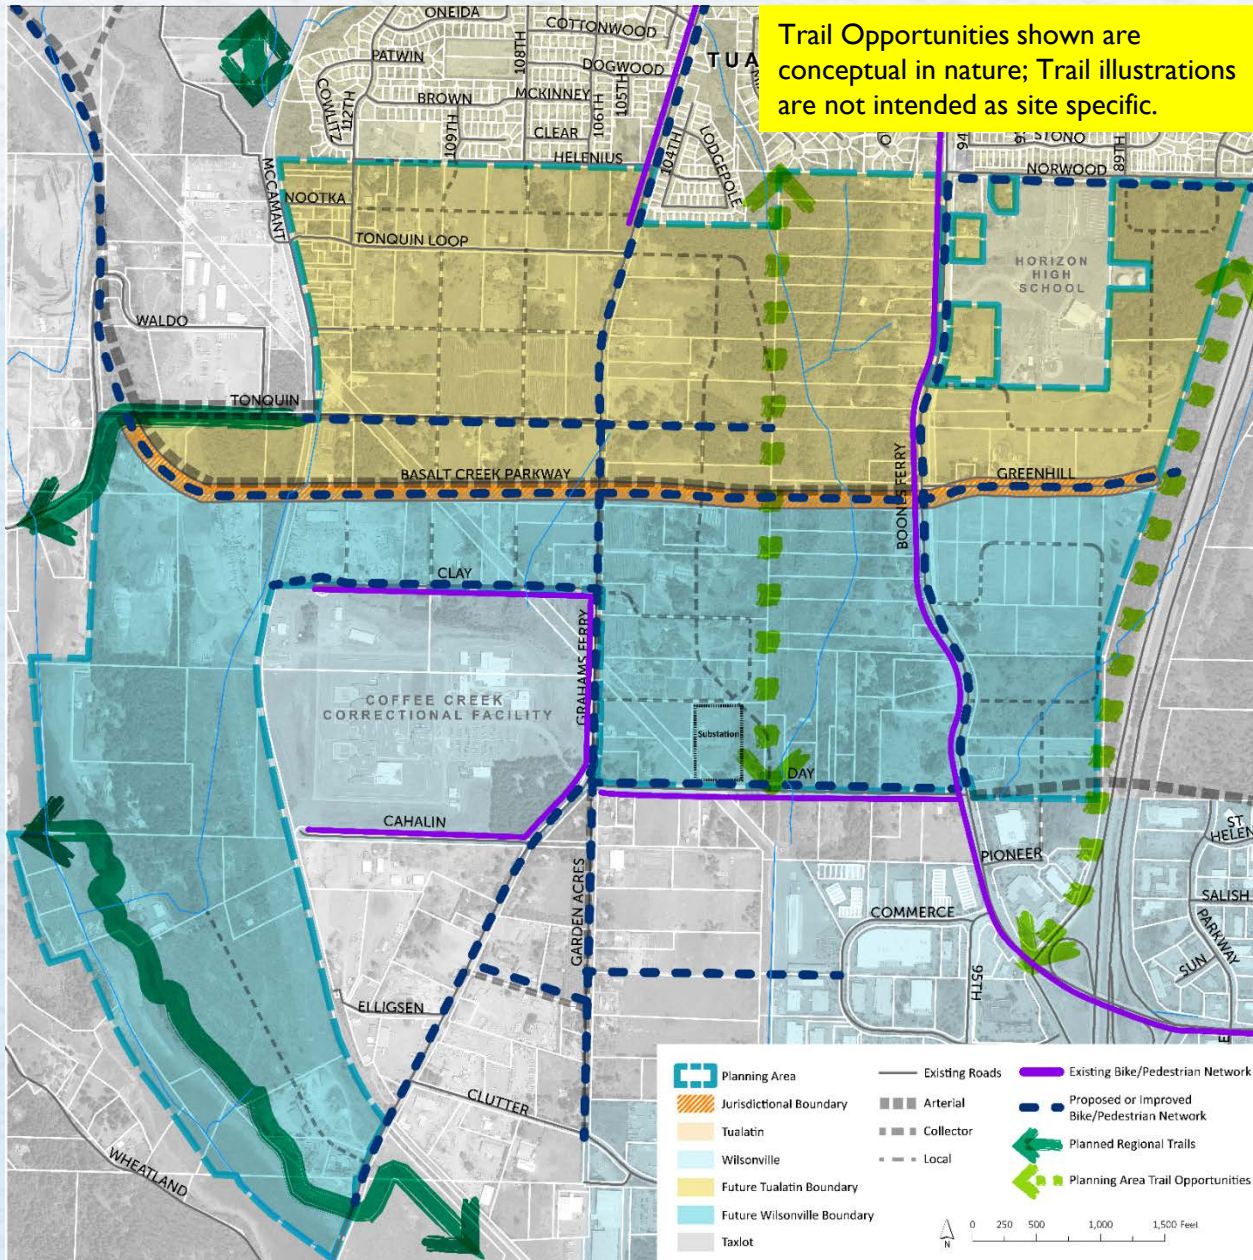 Trail Opportunities shown are
conceptual in nature; Trail illustrations
are not intended as site specific.
ONEIDA
COTTONWOOD
PATWIN
108TH
DOGWOOD
TUA
COWLITZ
112TH
BROWN
MCKINNEY
106TH
105TH
109TH
CLEAR
104TH
LODGEPOLE
O
94
9
STONO
89TH
HELENIUS
NORWOOD
MCCAMANT
NOOTKA
TONQUIN LOOP
HORIZON
HIGH
SCHOOL
WALDO
TONQUIN
BASALT CREEK PARKWAY
BOONES FERRY
GREENHILL
CLAY
GRAHAMS FERRY
COFFEE CREEK
CORRECTIONAL FACILITY
Substation
DAY
CAHALIN
PIONEER
ST
HELEN
GARDEN ACRES
COMMERCE
SALISH
PARKWAY
SUN
95TH
ELLIGSEN
E
CLUTTER
WHEATLAND
Planning Area
Jurisdictional Boundary
Tualatin
Wilsonville
Future Tualatin Boundary
Future Wilsonville Boundary
Taxlot
Existing Roads
Arterial
Collector
Local
Existing Bike/Pedestrian Network
Proposed or Improved
Bike/Pedestrian Network
Planned Regional Trails
Planning Area Trail Opportunities
N
0 250 500 1,000 1,500 Feet